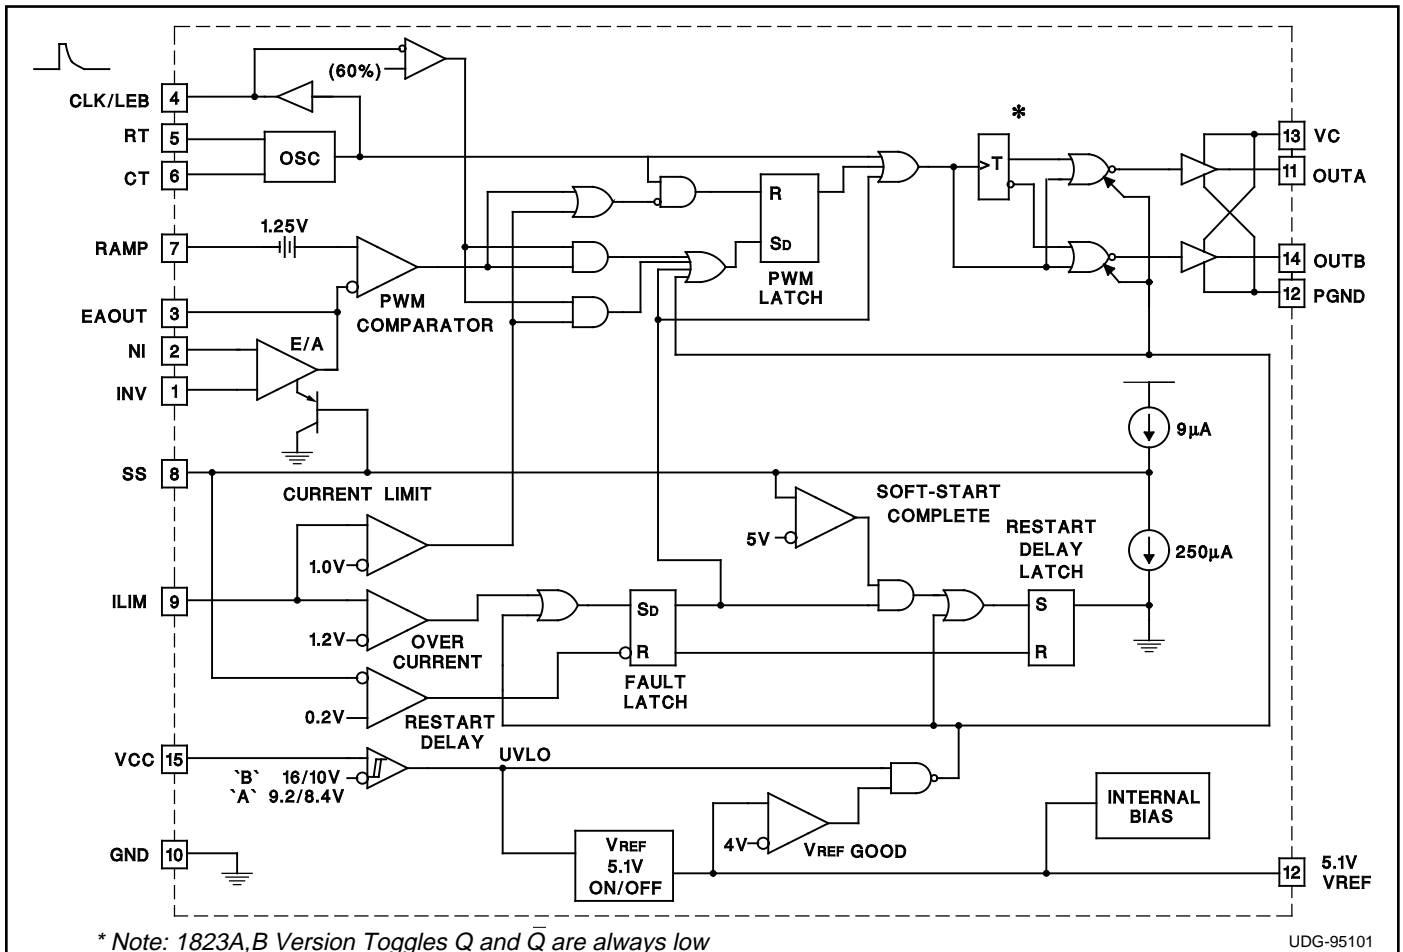 (60%)
CLK/LEB 4
RT 5
CT 6
OSC
*
>T
13 VC
11 OUTA
14 OUTB
12 PGND
1.25V
RAMP 7
R
SD
PWM
LATCH
PWM
COMPARATOR
EAOUT 3
NI 2
INV 1
E/A
9µA
SS 8
CURRENT LIMIT
SOFT-START
COMPLETE
5V
RESTART
DELAY
LATCH
250µA
1.0V
ILIM 9
1.2V
OVER
CURRENT
SD
R
FAULT
LATCH
S
R
0.2V
RESTART
DELAY
UVLO
VCC 15
`B` 16/10V
`A` 9.2/8.4V
INTERNAL
BIAS
4V
VREF GOOD
GND 10
VREF
5.1V
ON/OFF
12 5.1V
VREF
* Note: 1823A,B Version Toggles Q and Q̅ are always low
UDG-95101